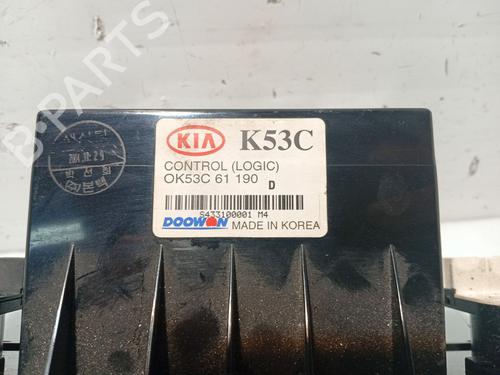 B-PARTS
KIA K53C
CONTROL (LOGIC)
OK53C 61 190 D
S433100001 M4
DOOWON MADE IN KOREA